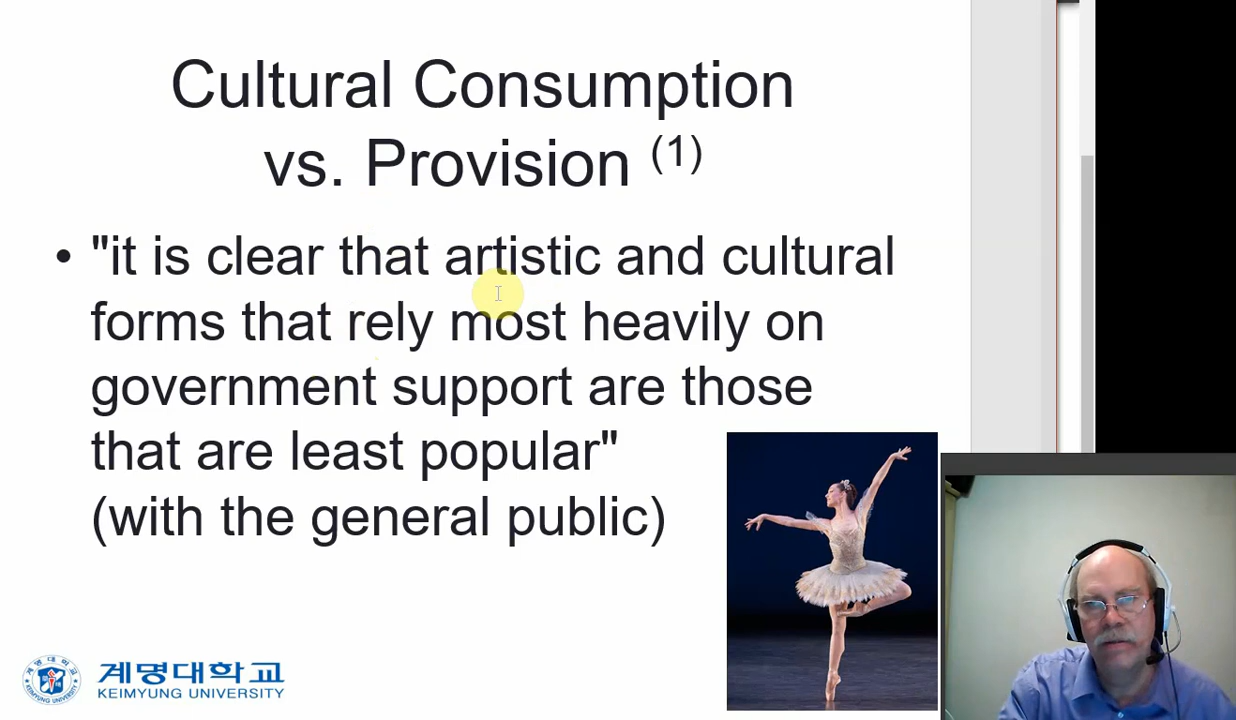 Cultural Consumption
vs. Provision (1)
• "it is clear that artistic and cultural
forms that rely most heavily on
government support are those
that are least popular"
(with the general public)
계명대학교
KEIMYUNG UNIVERSITY